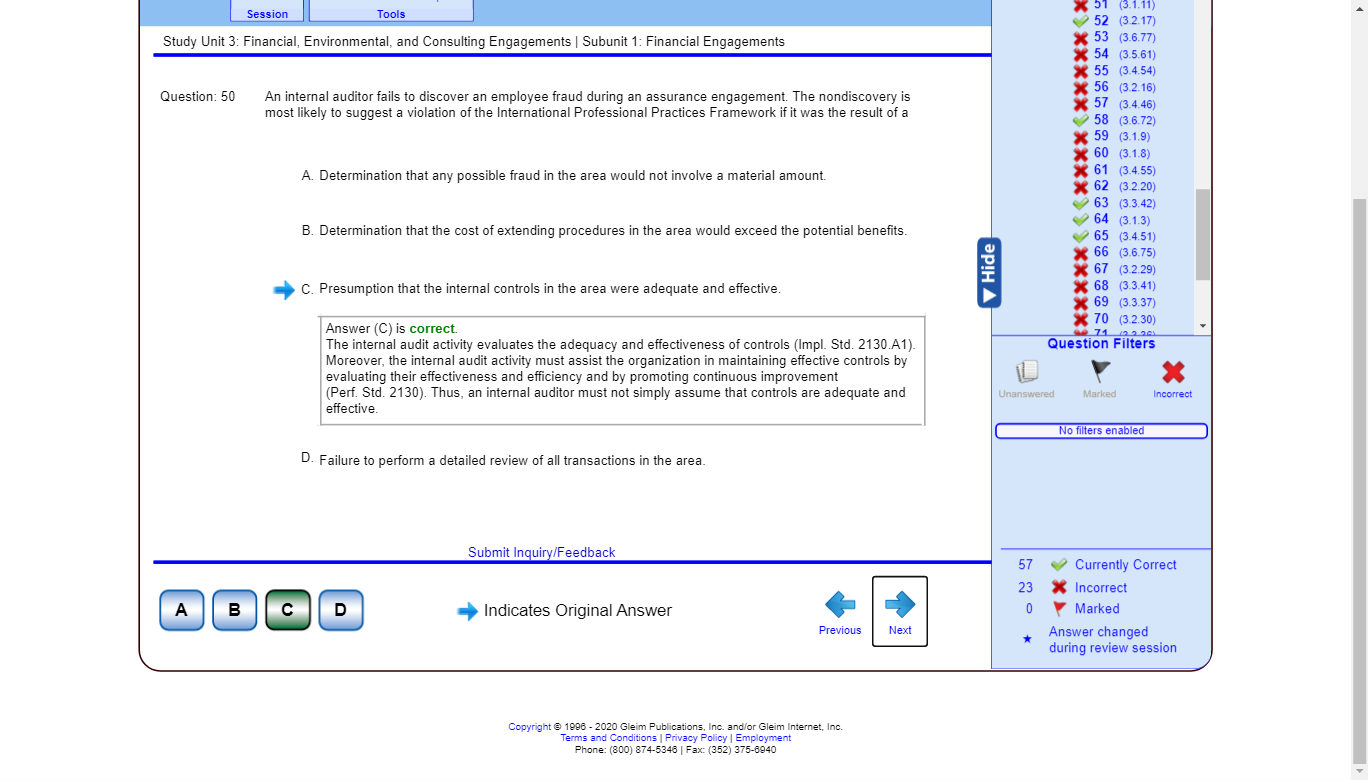 Session
Tools
Study Unit 3: Financial, Environmental, and Consulting Engagements | Subunit 1: Financial Engagements
Question: 50
An internal auditor fails to discover an employee fraud during an assurance engagement. The nondiscovery is
most likely to suggest a violation of the International Professional Practices Framework if it was the result of a
A. Determination that any possible fraud in the area would not involve a material amount.
B. Determination that the cost of extending procedures in the area would exceed the potential benefits.
C. Presumption that the internal controls in the area were adequate and effective.
Answer (C) is correct.
The internal audit activity evaluates the adequacy and effectiveness of controls (Impl. Std. 2130.A1).
Moreover, the internal audit activity must assist the organization in maintaining effective controls by
evaluating their effectiveness and efficiency and by promoting continuous improvement
(Perf. Std. 2130). Thus, an internal auditor must not simply assume that controls are adequate and
effective.
D. Failure to perform a detailed review of all transactions in the area.
Submit Inquiry/Feedback
A B C D
Indicates Original Answer
Previous
Next
51 (3.1.11)
52 (3.2.17)
53 (3.6.77)
54 (3.5.61)
55 (3.4.54)
56 (3.2.16)
57 (3.4.46)
58 (3.6.72)
59 (3.1.9)
60 (3.1.8)
61 (3.4.55)
62 (3.2.20)
63 (3.3.42)
64 (3.1.3)
65 (3.4.51)
66 (3.6.75)
67 (3.2.29)
68 (3.3.41)
69 (3.3.37)
70 (3.2.30)
71 (3.2.36)
Hide
Question Filters
Unanswered
Marked
Incorrect
No filters enabled
57 Currently Correct
23 Incorrect
0 Marked
Answer changed
during review session
Copyright © 1996 - 2020 Gleim Publications, Inc. and/or Gleim Internet, Inc.
Terms and Conditions | Privacy Policy | Employment
Phone: (800) 874-5346 | Fax: (352) 375-6940